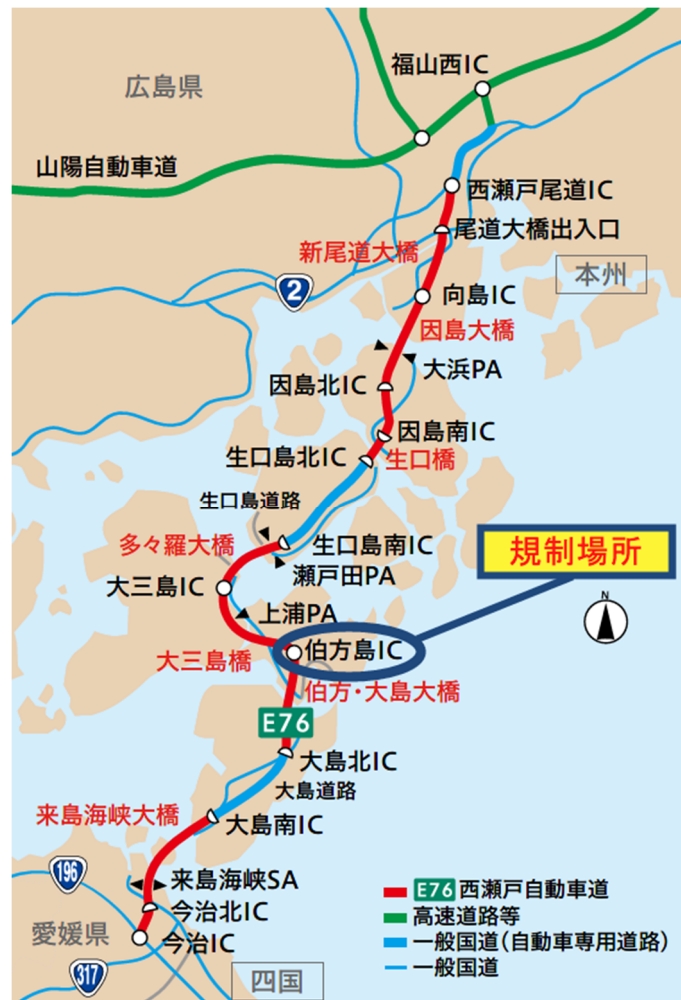 福山西IC
広島県
山陽自動車道
西瀬戸尾道IC
尾道大橋出入口
新尾道大橋
本州
2
向島IC
因島大橋
大浜PA
因島北IC
因島南IC
生口島北IC
生口橋
生口島道路
多々羅大橋
生口島南IC
規制場所
瀬戸田PA
大三島IC
上浦PA
N
伯方島IC
大三島橋
伯方・大島大橋
E76
大島北IC
大島道路
来島海峡大橋
大島南IC
196
来島海峡SA
今治北IC
愛媛県
今治IC
317
四国
E76 西瀬戸自動車道
高速道路等
一般国道(自動車専用道路)
一般国道